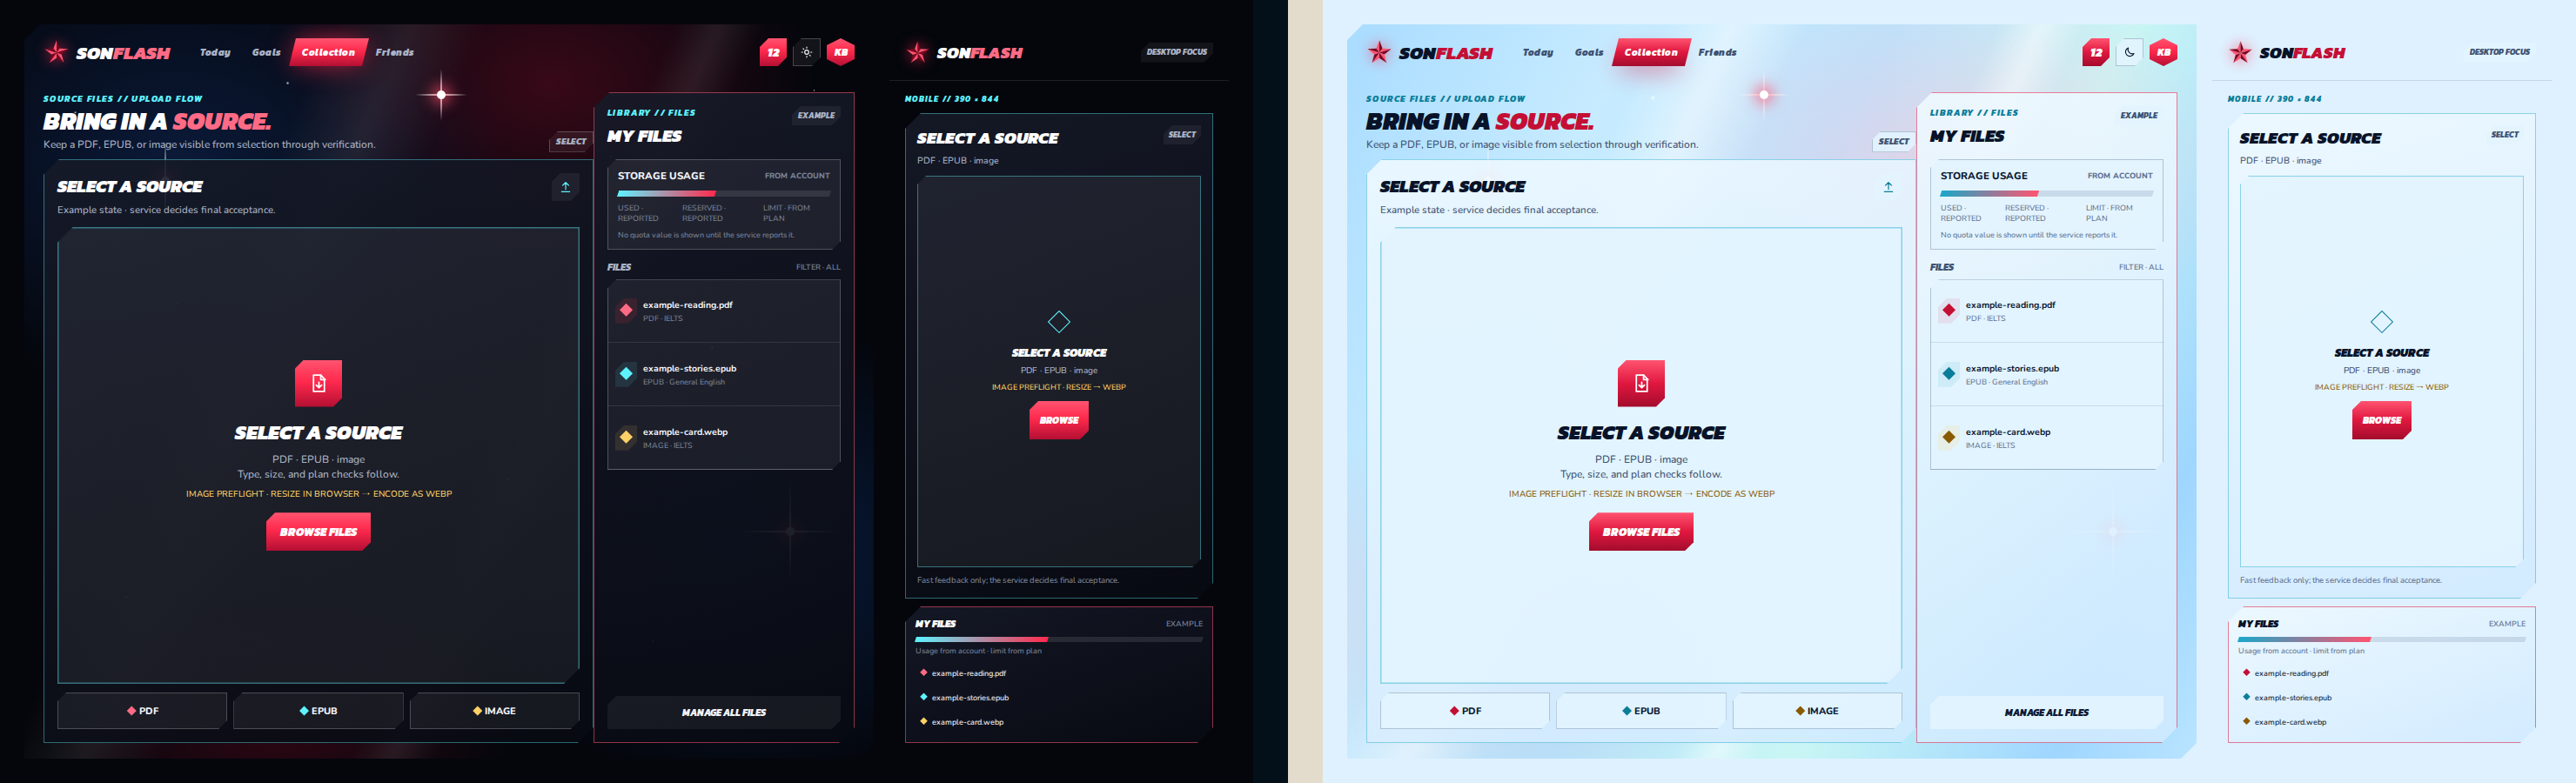 SONFLASH
Today Goals Collection Friends
12
KB
SOURCE FILES // UPLOAD FLOW
BRING IN A SOURCE.
Keep a PDF, EPUB, or image visible from selection through verification.
SELECT
SELECT A SOURCE
Example state · service decides final acceptance.
SELECT A SOURCE
PDF · EPUB · image
Type, size, and plan checks follow.
IMAGE PREFLIGHT · RESIZE IN BROWSER → ENCODE AS WEBP
BROWSE FILES
PDF
EPUB
IMAGE
LIBRARY // FILES
EXAMPLE
MY FILES
STORAGE USAGE
FROM ACCOUNT
USED · REPORTED
RESERVED · REPORTED
LIMIT · FROM PLAN
No quota value is shown until the service reports it.
FILES
FILTER · ALL
example-reading.pdf
PDF · IELTS
example-stories.epub
EPUB · General English
example-card.webp
IMAGE · IELTS
MANAGE ALL FILES
SONFLASH
DESKTOP FOCUS
MOBILE // 390 × 844
SELECT A SOURCE
SELECT
PDF · EPUB · image
SELECT A SOURCE
PDF · EPUB · image
IMAGE PREFLIGHT · RESIZE → WEBP
BROWSE
Fast feedback only; the service decides final acceptance.
MY FILES
EXAMPLE
Usage from account · limit from plan
example-reading.pdf
example-stories.epub
example-card.webp
SONFLASH
Today Goals Collection Friends
12
KB
SOURCE FILES // UPLOAD FLOW
BRING IN A SOURCE.
Keep a PDF, EPUB, or image visible from selection through verification.
SELECT
SELECT A SOURCE
Example state · service decides final acceptance.
SELECT A SOURCE
PDF · EPUB · image
Type, size, and plan checks follow.
IMAGE PREFLIGHT · RESIZE IN BROWSER → ENCODE AS WEBP
BROWSE FILES
PDF
EPUB
IMAGE
LIBRARY // FILES
EXAMPLE
MY FILES
STORAGE USAGE
FROM ACCOUNT
USED · REPORTED
RESERVED · REPORTED
LIMIT · FROM PLAN
No quota value is shown until the service reports it.
FILES
FILTER · ALL
example-reading.pdf
PDF · IELTS
example-stories.epub
EPUB · General English
example-card.webp
IMAGE · IELTS
MANAGE ALL FILES
SONFLASH
DESKTOP FOCUS
MOBILE // 390 × 844
SELECT A SOURCE
SELECT
PDF · EPUB · image
SELECT A SOURCE
PDF · EPUB · image
IMAGE PREFLIGHT · RESIZE → WEBP
BROWSE
Fast feedback only; the service decides final acceptance.
MY FILES
EXAMPLE
Usage from account · limit from plan
example-reading.pdf
example-stories.epub
example-card.webp